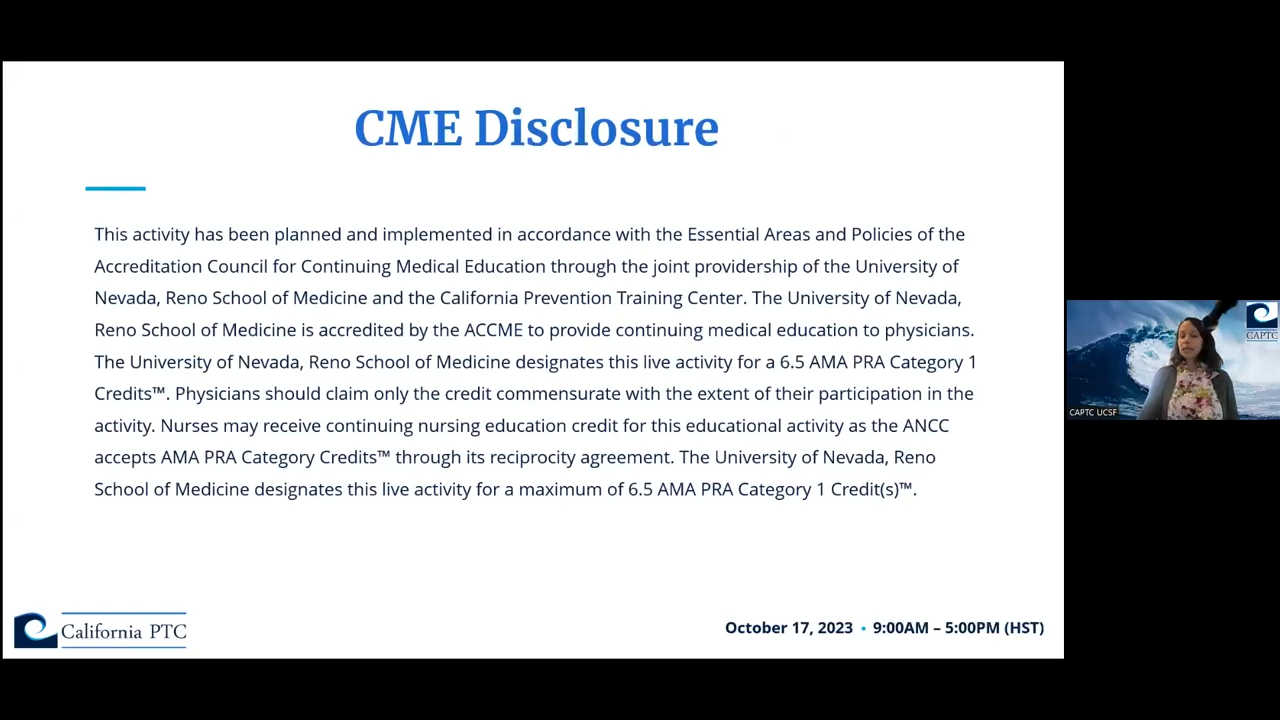 CME Disclosure
This activity has been planned and implemented in accordance with the Essential Areas and Policies of the
Accreditation Council for Continuing Medical Education through the joint providership of the University of
Nevada, Reno School of Medicine and the California Prevention Training Center. The University of Nevada,
Reno School of Medicine is accredited by the ACCME to provide continuing medical education to physicians.
The University of Nevada, Reno School of Medicine designates this live activity for a 6.5 AMA PRA Category 1
Credits™. Physicians should claim only the credit commensurate with the extent of their participation in the
activity. Nurses may receive continuing nursing education credit for this educational activity as the ANCC
accepts AMA PRA Category Credits™ through its reciprocity agreement. The University of Nevada, Reno
School of Medicine designates this live activity for a maximum of 6.5 AMA PRA Category 1 Credit(s)™.
California PTC
October 17, 2023 • 9:00AM – 5:00PM (HST)
CAPTC
CAPTC UCSF